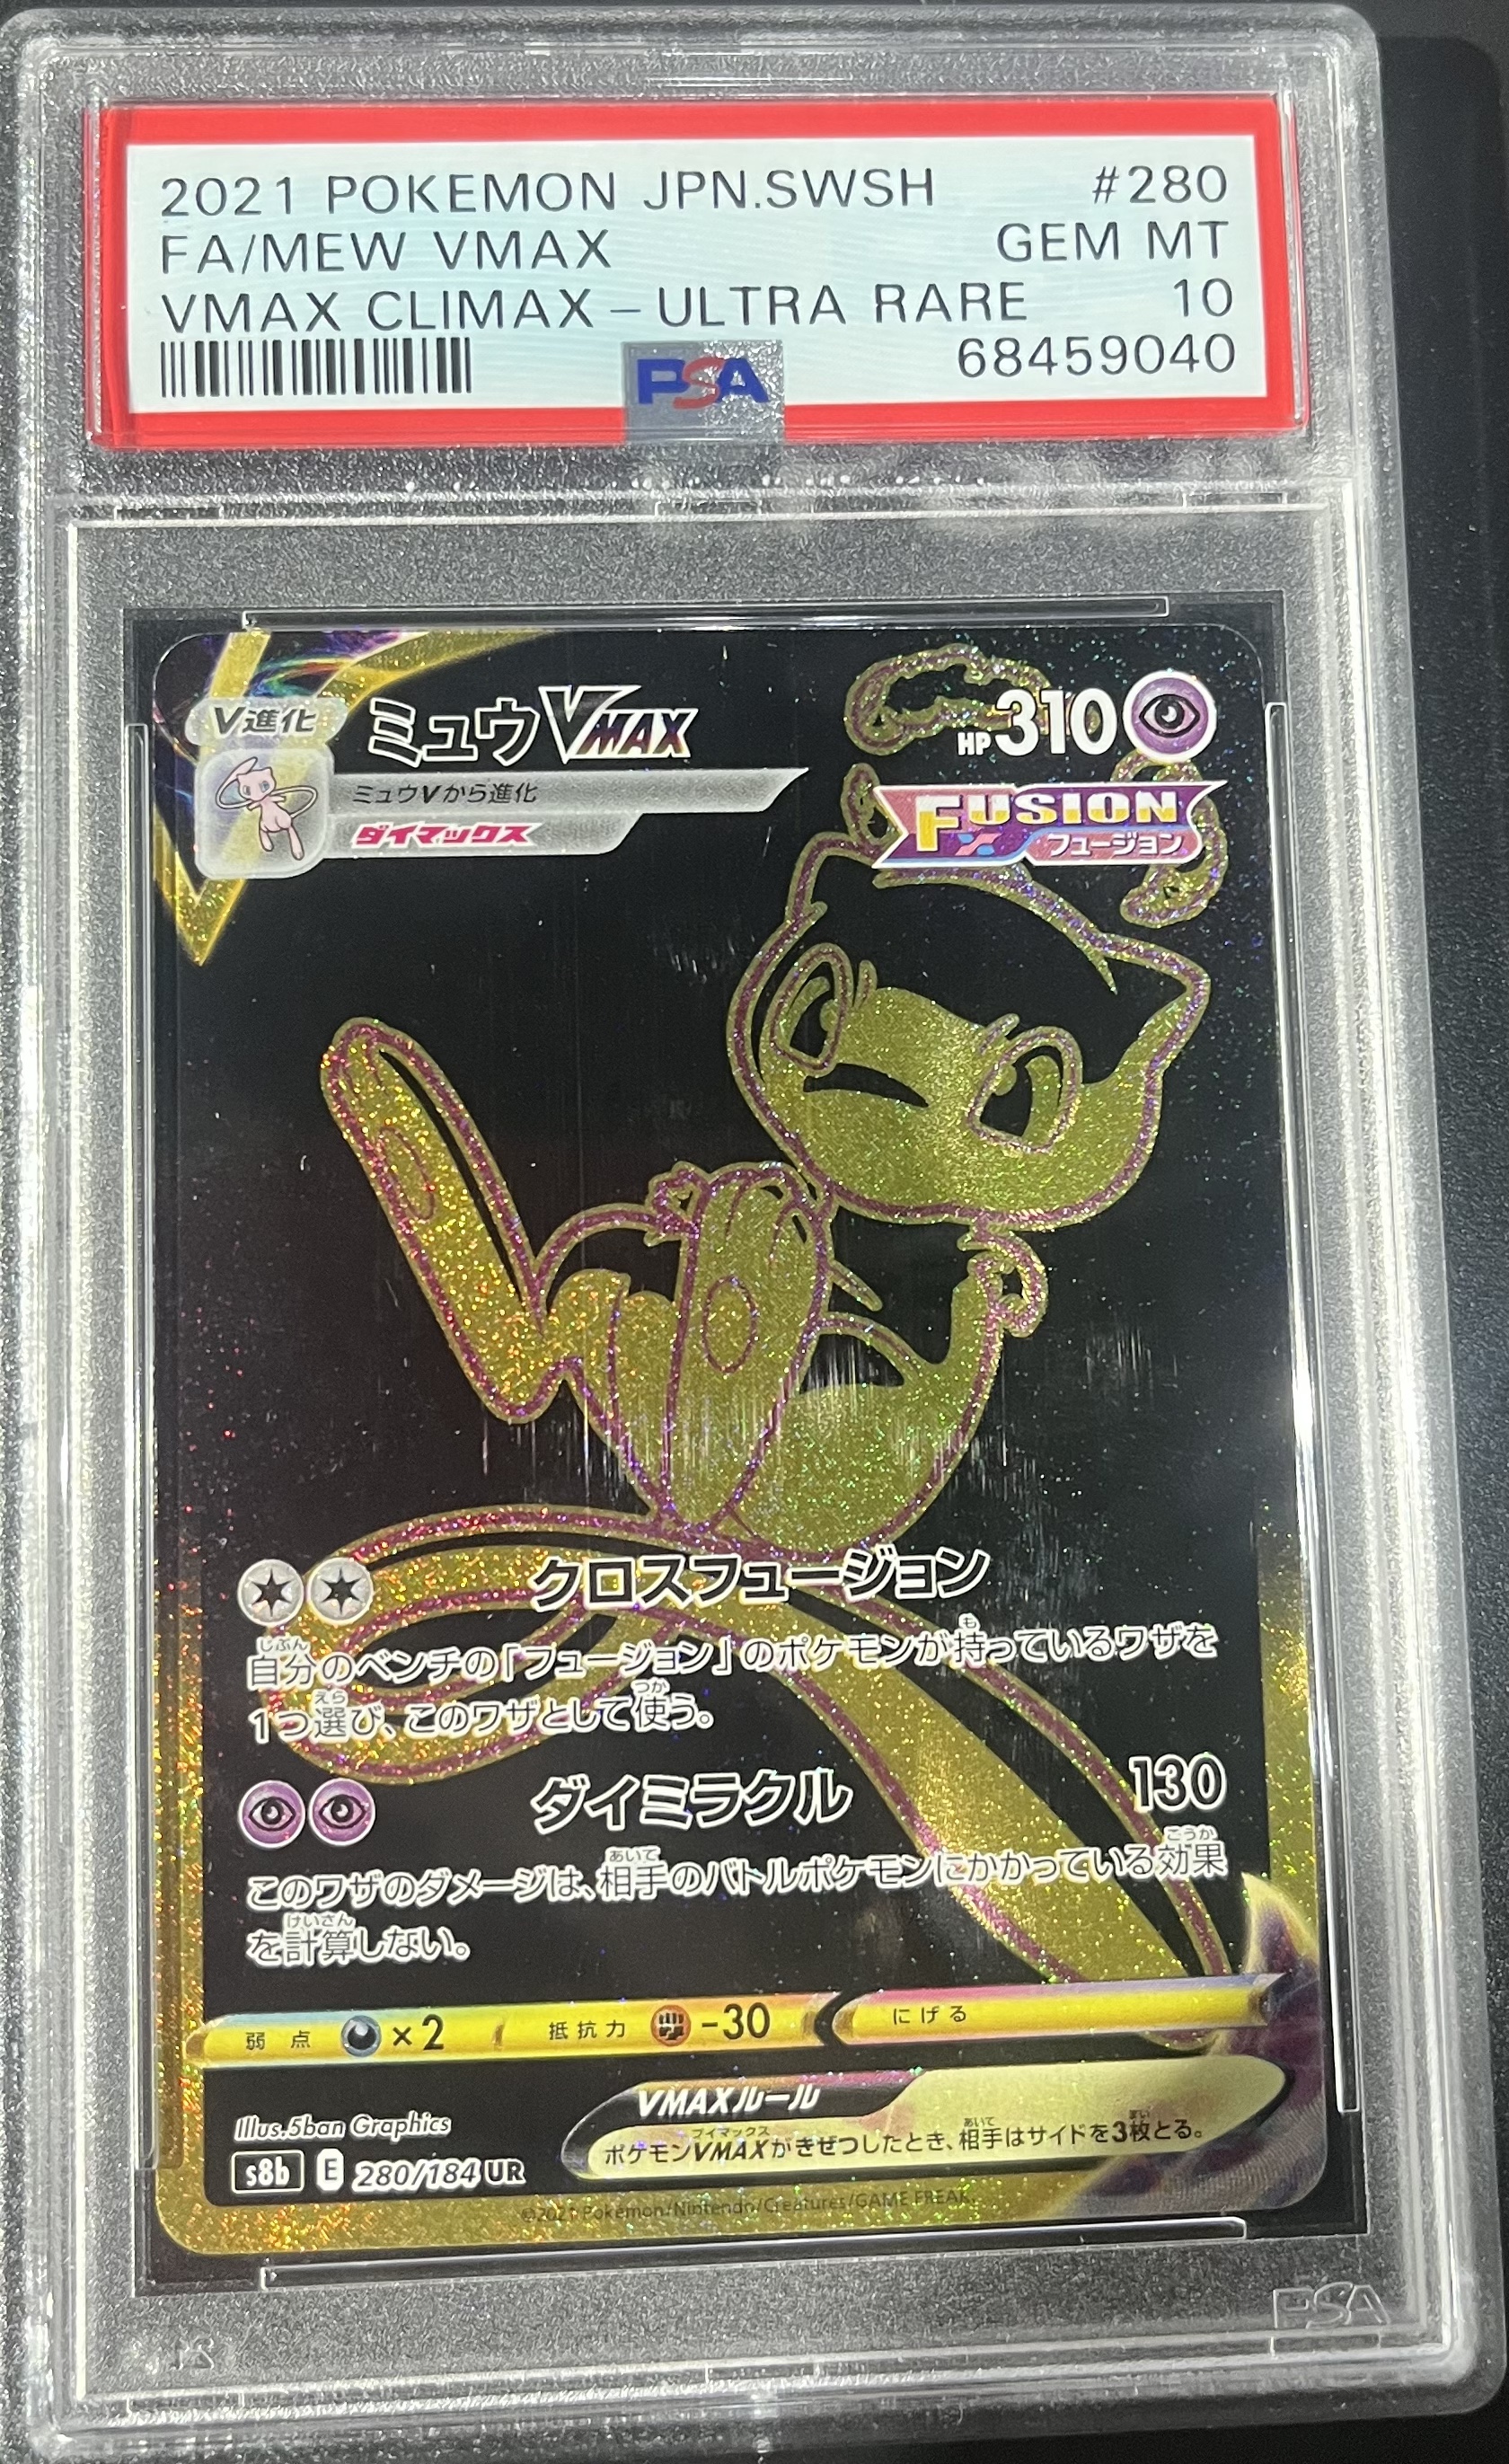 2021 POKEMON JPN.SWSH #280
FA/MEW VMAX GEM MT
VMAX CLIMAX - ULTRA RARE 10
PSA 68459040
V進化 ミュウVMAX HP310
ミュウVから進化
ダイマックス
FUSION
フュージョン
クロスフュージョン
自分のベンチの「フュージョン」のポケモンが持っているワザを
1つ選び、このワザとして使う。
ダイミラクル 130
このワザのダメージは、相手のバトルポケモンにかかっている効果
を計算しない。
弱点 ×2 抵抗力 -30 にげる
VMAXルール
ポケモンVMAXがきぜつしたとき、相手はサイドを3枚とる。
Illus.5ban Graphics
s8b E 280/184 UR
©2021 Pokémon/Nintendo/Creatures/GAME FREAK.
PSA